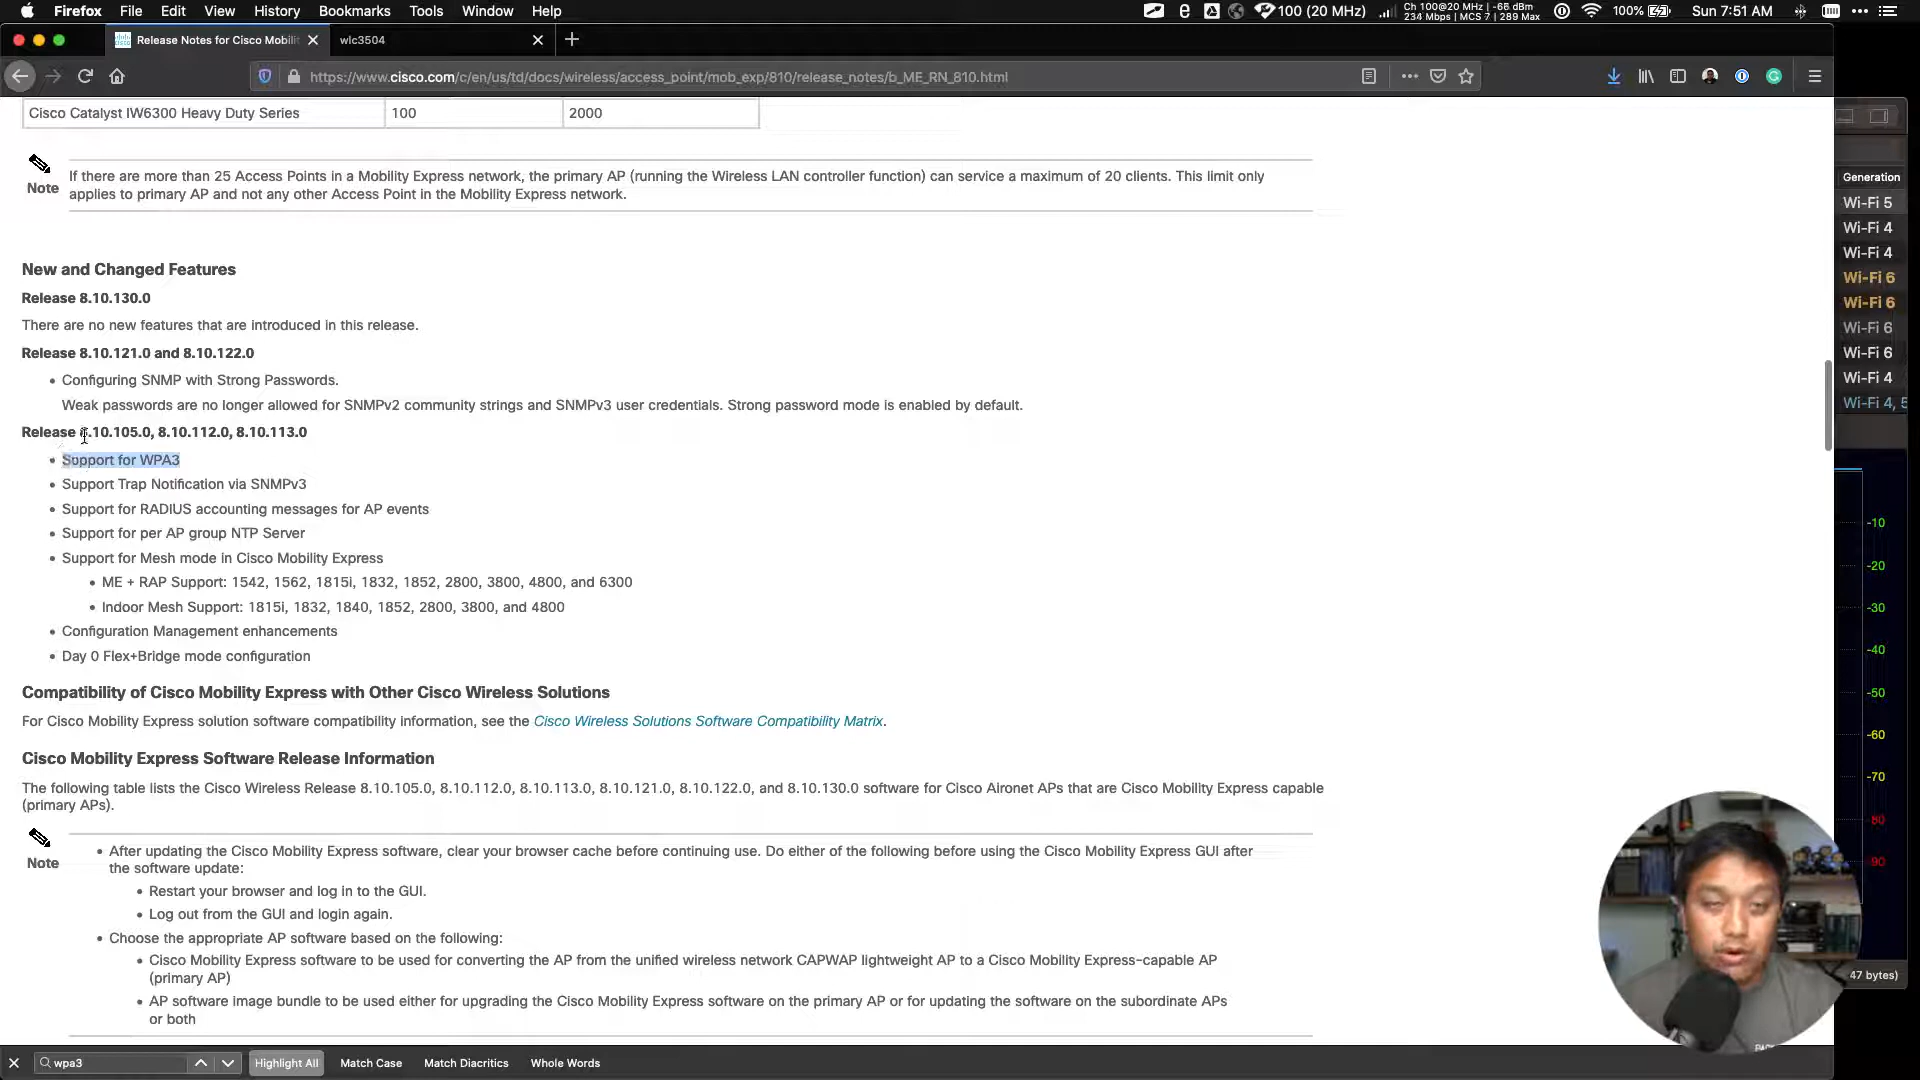 Firefox File Edit View History Bookmarks Tools Window Help
100 (20 MHz) Ch 100@20 MHz | -66 dBm 100% Sun 7:51 AM
234 Mbps | MCS 7 | 289 Max
Release Notes for Cisco Mobilit
wlc3504
https://www.cisco.com/c/en/us/td/docs/wireless/access_point/mob_exp/810/release_notes/b_ME_RN_810.html
Cisco Catalyst IW6300 Heavy Duty Series 100 2000
Note
If there are more than 25 Access Points in a Mobility Express network, the primary AP (running the Wireless LAN controller function) can service a maximum of 20 clients. This limit only
applies to primary AP and not any other Access Point in the Mobility Express network.
New and Changed Features
Release 8.10.130.0
There are no new features that are introduced in this release.
Release 8.10.121.0 and 8.10.122.0
• Configuring SNMP with Strong Passwords.
Weak passwords are no longer allowed for SNMPv2 community strings and SNMPv3 user credentials. Strong password mode is enabled by default.
Release 8.10.105.0, 8.10.112.0, 8.10.113.0
• Support for WPA3
• Support Trap Notification via SNMPv3
• Support for RADIUS accounting messages for AP events
• Support for per AP group NTP Server
• Support for Mesh mode in Cisco Mobility Express
• ME + RAP Support: 1542, 1562, 1815i, 1832, 1852, 2800, 3800, 4800, and 6300
• Indoor Mesh Support: 1815i, 1832, 1840, 1852, 2800, 3800, and 4800
• Configuration Management enhancements
• Day 0 Flex+Bridge mode configuration
Compatibility of Cisco Mobility Express with Other Cisco Wireless Solutions
For Cisco Mobility Express solution software compatibility information, see the Cisco Wireless Solutions Software Compatibility Matrix.
Cisco Mobility Express Software Release Information
The following table lists the Cisco Wireless Release 8.10.105.0, 8.10.112.0, 8.10.113.0, 8.10.121.0, 8.10.122.0, and 8.10.130.0 software for Cisco Aironet APs that are Cisco Mobility Express capable
(primary APs).
Note
• After updating the Cisco Mobility Express software, clear your browser cache before continuing use. Do either of the following before using the Cisco Mobility Express GUI after
the software update:
• Restart your browser and log in to the GUI.
• Log out from the GUI and login again.
• Choose the appropriate AP software based on the following:
• Cisco Mobility Express software to be used for converting the AP from the unified wireless network CAPWAP lightweight AP to a Cisco Mobility Express-capable AP
(primary AP)
• AP software image bundle to be used either for upgrading the Cisco Mobility Express software on the primary AP or for updating the software on the subordinate APs
or both
wpa3 Highlight All Match Case Match Diacritics Whole Words
Generation
Wi-Fi 5
Wi-Fi 4
Wi-Fi 4
Wi-Fi 6
Wi-Fi 6
Wi-Fi 6
Wi-Fi 6
Wi-Fi 4
Wi-Fi 4, 5
-10
-20
-30
-40
-50
-60
-70
-80
-90
47 bytes)